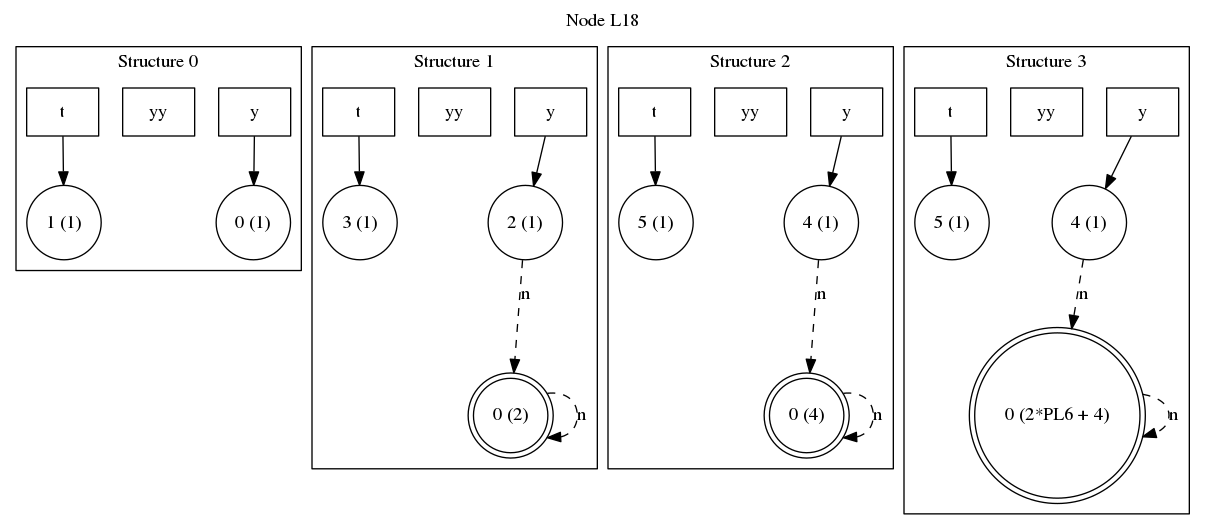 Node L18
Structure 0
t
yy
y
1 (1)
0 (1)
Structure 1
t
yy
y
3 (1)
2 (1)
n
0 (2)
n
Structure 2
t
yy
y
5 (1)
4 (1)
n
0 (4)
n
Structure 3
t
yy
y
5 (1)
4 (1)
n
0 (2*PL6 + 4)
n